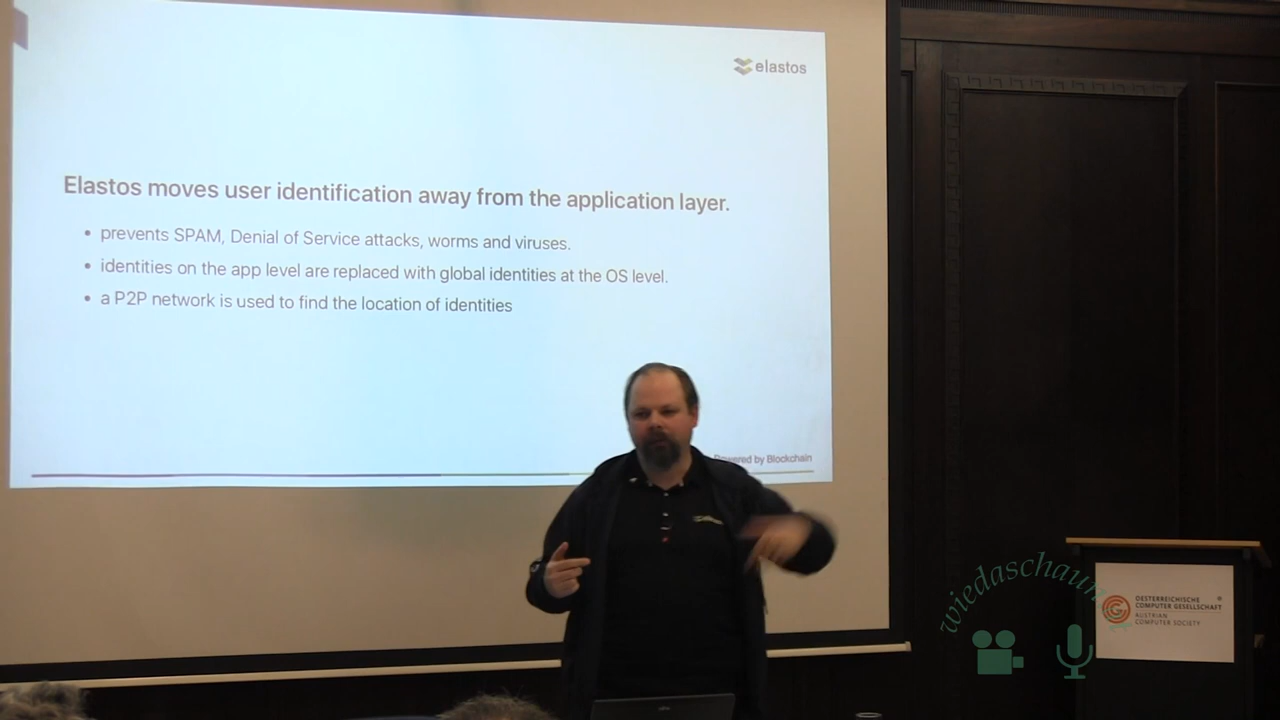 elastos
Elastos moves user identification away from the application layer.
• prevents SPAM, Denial of Service attacks, worms and viruses.
• identities on the app level are replaced with global identities at the OS level.
• a P2P network is used to find the location of identities
Powered by Blockchain
wiedaschaun
OESTERREICHISCHE
COMPUTER GESELLSCHAFT
AUSTRIAN
COMPUTER SOCIETY